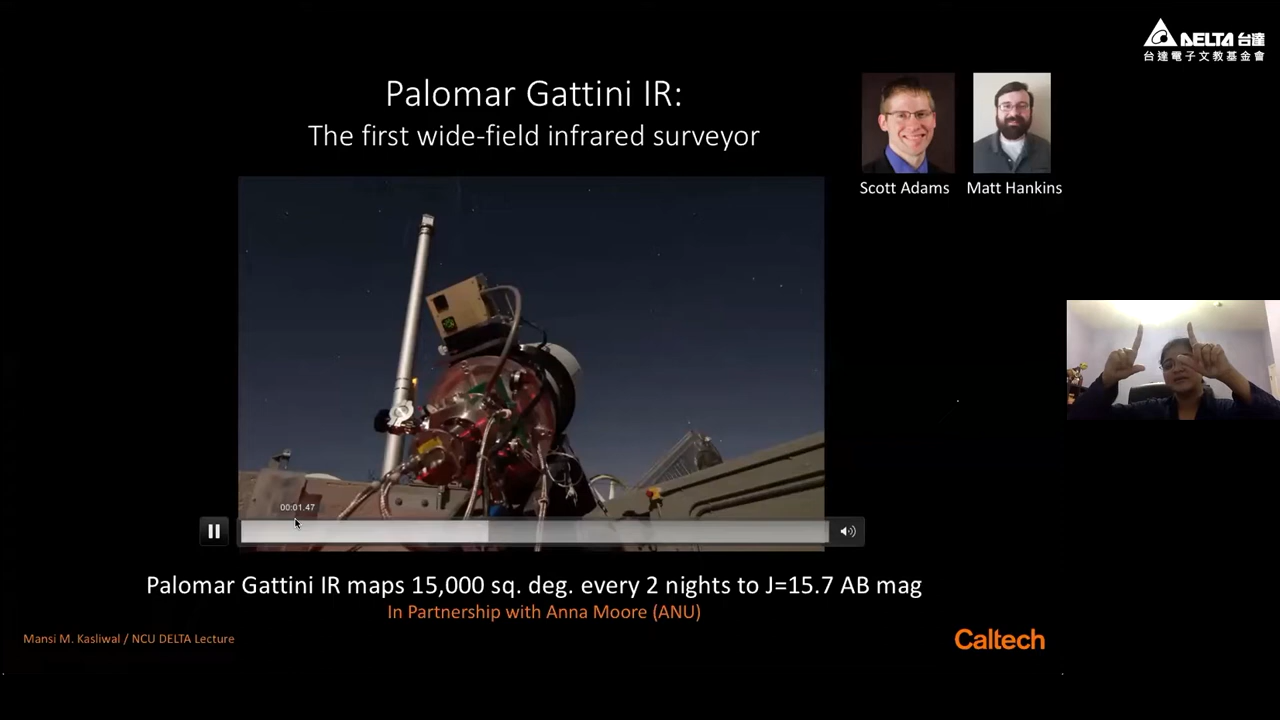 DELTA 台達
台達電子文教基金會
Palomar Gattini IR:
The first wide-field infrared surveyor
Scott Adams
Matt Hankins
00:01.47
Palomar Gattini IR maps 15,000 sq. deg. every 2 nights to J=15.7 AB mag
In Partnership with Anna Moore (ANU)
Mansi M. Kasliwal / NCU DELTA Lecture
Caltech